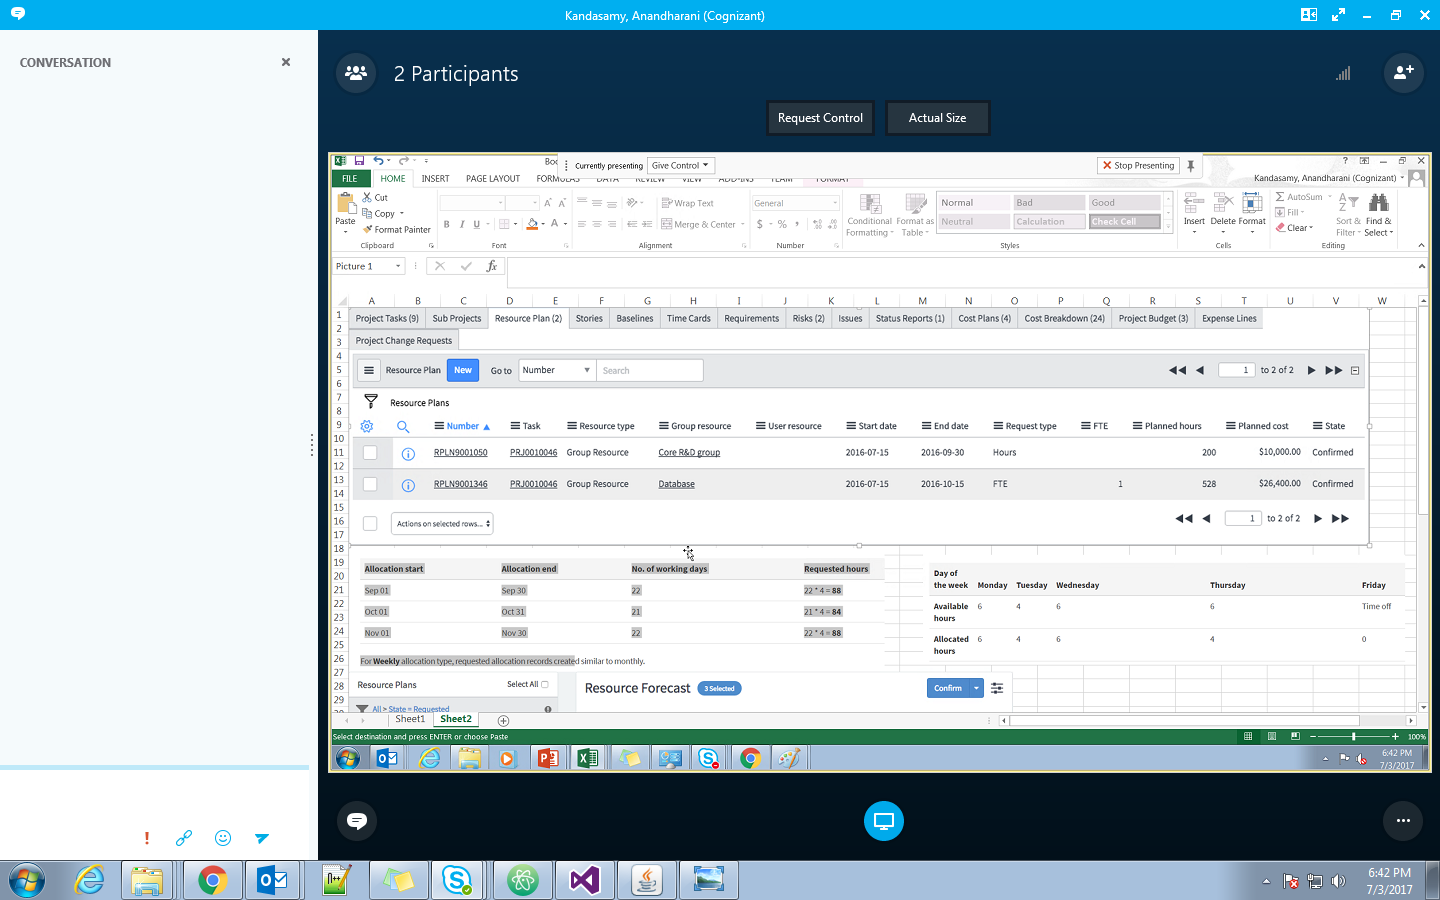 Kandasamy, Anandharani (Cognizant)
CONVERSATION
2 Participants
Request Control
Actual Size
Currently presenting
Give Control
Stop Presenting
FILE
HOME
INSERT
PAGE LAYOUT
Kandasamy, Anandharani (Cognizant)
Paste
Cut
Copy
Format Painter
Clipboard
B I U
Font
Wrap Text
Merge & Center
Alignment
General
Number
Conditional Formatting
Format as Table
Normal
Bad
Good
Neutral
Calculation
Check Cell
Styles
Insert
Delete
Format
Cells
AutoSum
Fill
Clear
Sort & Filter
Find & Select
Editing
Picture 1
fx
A B C D E F G H I J K L M N O P Q R S T U V W
Project Tasks (9)
Sub Projects
Resource Plan (2)
Stories
Baselines
Time Cards
Requirements
Risks (2)
Issues
Status Reports (1)
Cost Plans (4)
Cost Breakdown (24)
Project Budget (3)
Expense Lines
Project Change Requests
Resource Plan
New
Go to
Number
Search
1 to 2 of 2
Resource Plans
Number Task Resource type Group resource User resource Start date End date Request type FTE Planned hours Planned cost State
RPLN9001050 PRJ0010046 Group Resource Core R&D group 2016-07-15 2016-09-30 Hours 200 $10,000.00 Confirmed
RPLN9001346 PRJ0010046 Group Resource Database 2016-07-15 2016-10-15 FTE 1 528 $26,400.00 Confirmed
Actions on selected rows...
1 to 2 of 2
Allocation start Allocation end No. of working days Requested hours
Sep 01 Sep 30 22 22 * 4 = 88
Oct 01 Oct 31 21 21 * 4 = 84
Nov 01 Nov 30 22 22 * 4 = 88
For Weekly allocation type, requested allocation records created similar to monthly.
Day of the week Monday Tuesday Wednesday Thursday Friday
Available hours 6 4 6 6 Time off
Allocated hours 6 4 6 4 0
Resource Plans
Select All
All > State = Requested
Resource Forecast
3 Selected
Confirm
Sheet1
Sheet2
Select destination and press ENTER or choose Paste
100%
6:42 PM
7/3/2017
6:42 PM
7/3/2017